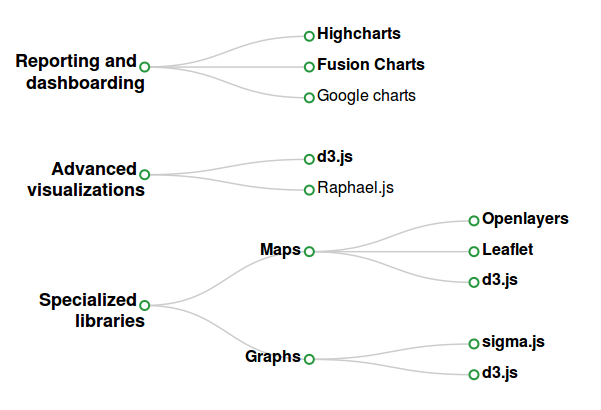 Reporting and
dashboarding
Highcharts
Fusion Charts
Google charts
Advanced
visualizations
d3.js
Raphael.js
Specialized
libraries
Maps
Openlayers
Leaflet
d3.js
Graphs
sigma.js
d3.js